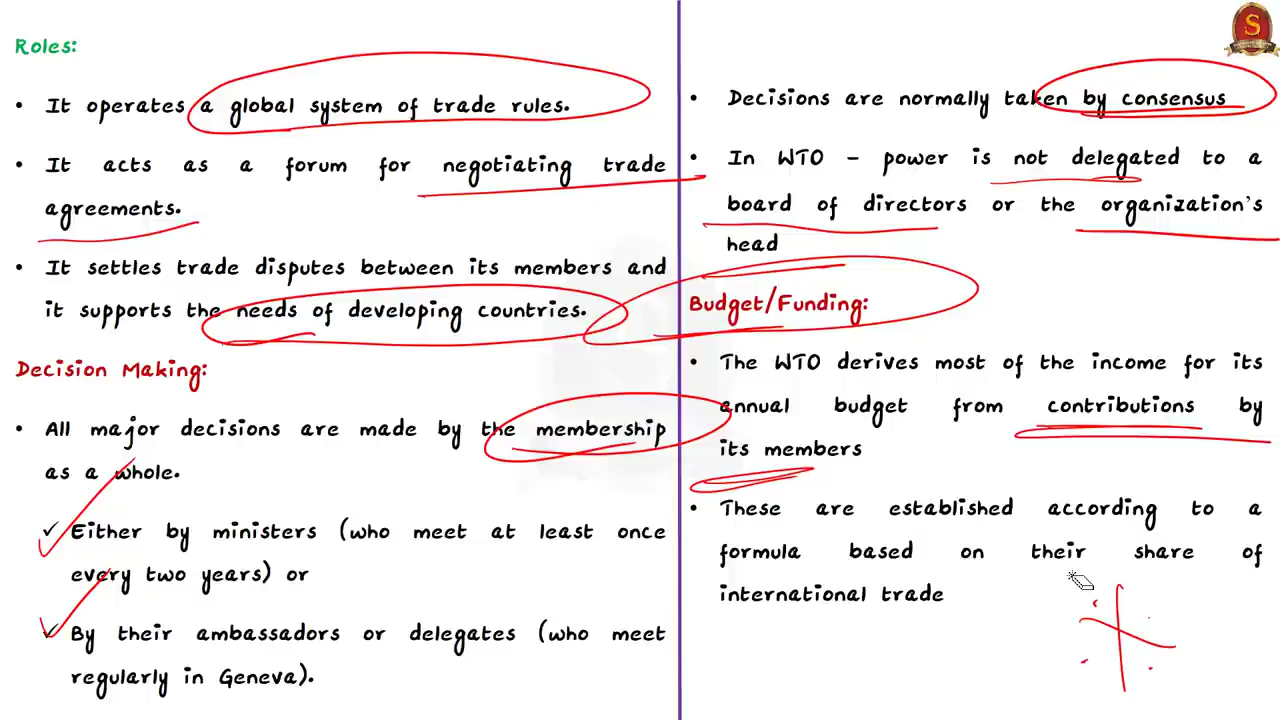 Roles:
• It operates a global system of trade rules.
• It acts as a forum for negotiating trade
agreements.
• It settles trade disputes between its members and
it supports the needs of developing countries.
Decision Making:
• All major decisions are made by the membership
as a whole.
✓ Either by ministers (who meet at least once
every two years) or
✓ By their ambassadors or delegates (who meet
regularly in Geneva).
• Decisions are normally taken by consensus
• In WTO – power is not delegated to a
board of directors or the organization's
head
Budget/Funding:
• The WTO derives most of the income for its
annual budget from contributions by
its members
• These are established according to a
formula based on their share of
international trade
S